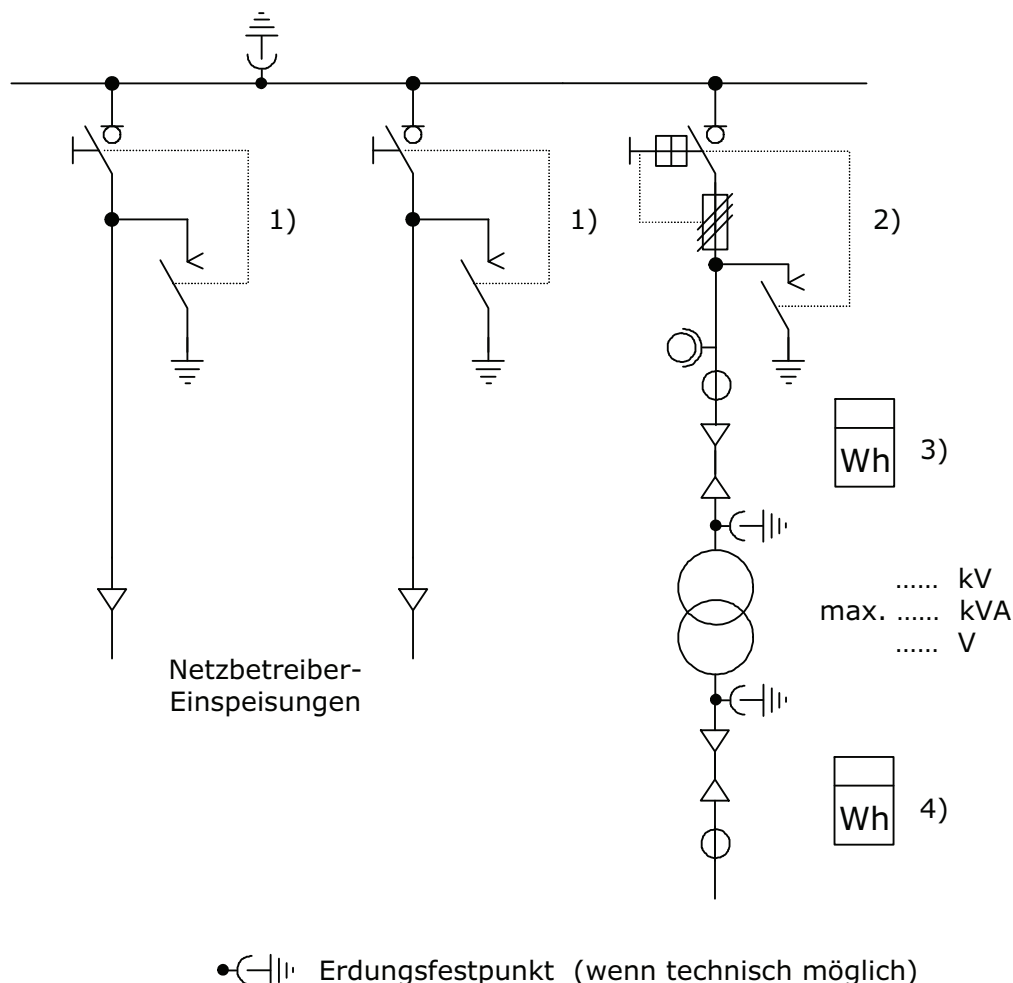 1)
1)
2)
3)
...... kV
max. ...... kVA
...... V
Netzbetreiber-
Einspeisungen
4)
Wh
Wh
Erdungsfestpunkt (wenn technisch möglich)